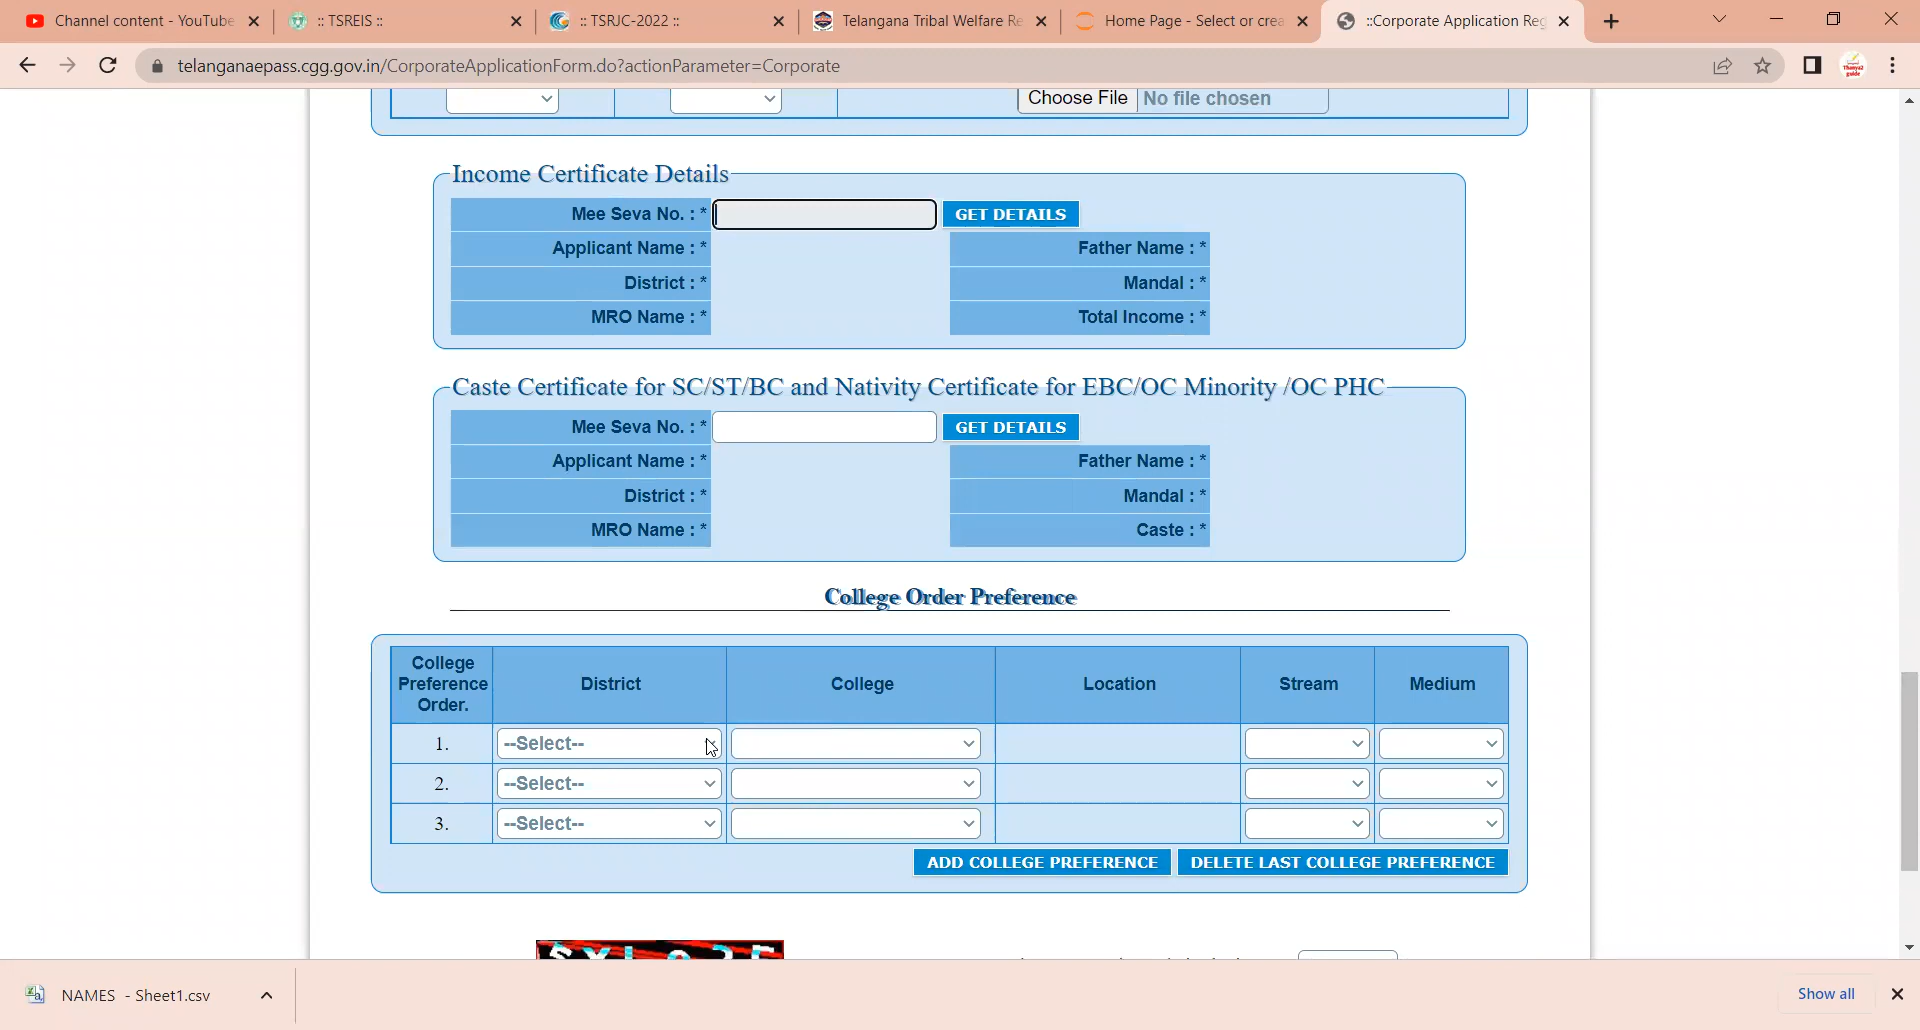 Channel content - YouTube
:: TSREIS ::
:: TSRJC-2022 ::
Telangana Tribal Welfare Re
Home Page - Select or crea
::Corporate Application Reg
telanganaepass.cgg.gov.in/CorporateApplicationForm.do?actionParameter=Corporate
Choose File No file chosen
Income Certificate Details
Mee Seva No. : * GET DETAILS
Applicant Name : * Father Name : *
District : * Mandal : *
MRO Name : * Total Income : *
Caste Certificate for SC/ST/BC and Nativity Certificate for EBC/OC Minority /OC PHC
Mee Seva No. : * GET DETAILS
Applicant Name : * Father Name : *
District : * Mandal : *
MRO Name : * Caste : *
College Order Preference
College Preference Order. District College Location Stream Medium
1. --Select--
2. --Select--
3. --Select--
ADD COLLEGE PREFERENCE DELETE LAST COLLEGE PREFERENCE
NAMES - Sheet1.csv
Show all